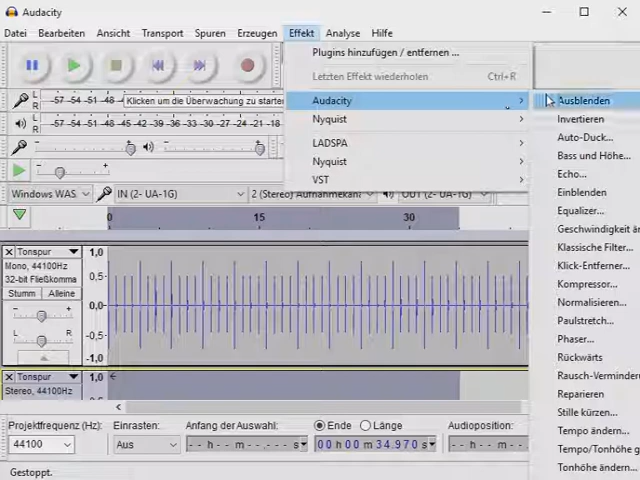 Audacity
Datei Bearbeiten Ansicht Transport Spuren Erzeugen Effekt Analyse Hilfe
Plugins hinzufügen / entfernen ...
Letzten Effekt wiederholen Ctrl+R
Audacity
Nyquist
LADSPA
Nyquist
VST
Ausblenden
Invertieren
Auto-Duck...
Bass und Höhe...
Echo...
Einblenden
Equalizer...
Geschwindigkeit
Klassische Filter...
Klick-Entferner...
Kompressor...
Normalisieren...
Paulstretch...
Phaser...
Rückwärts
Reparieren
Stille kürzen...
Tempo ändern...
Tempo/Tonhöhe
Tonhöhe ändern...
L
R
-57 -54 -51 -48 Klicken um die Überwachung zu starten
L
R
-57 -54 -51 -48 -45 -42 -39 -36 -33 -30 -27 -24 -21 -18
Windows WAS IN (2- UA-1G) 2 (Stereo) Aufnahmekanä OUT (2- UA-1G)
0 15 30
Tonspur
Mono, 44100Hz
32-bit Fließkomma
Stumm Alleine
- +
L R
1,0
0,5
0,0
-0,5
-1,0
Tonspur 1,0
Stereo, 44100Hz
Projektfrequenz (Hz): Einrasten: Anfang der Auswahl: Ende Länge Audioposition:
44100 Aus -- h -- m -- . --- s 00 h 00 m 34.970 s -- h -- m
Gestoppt.